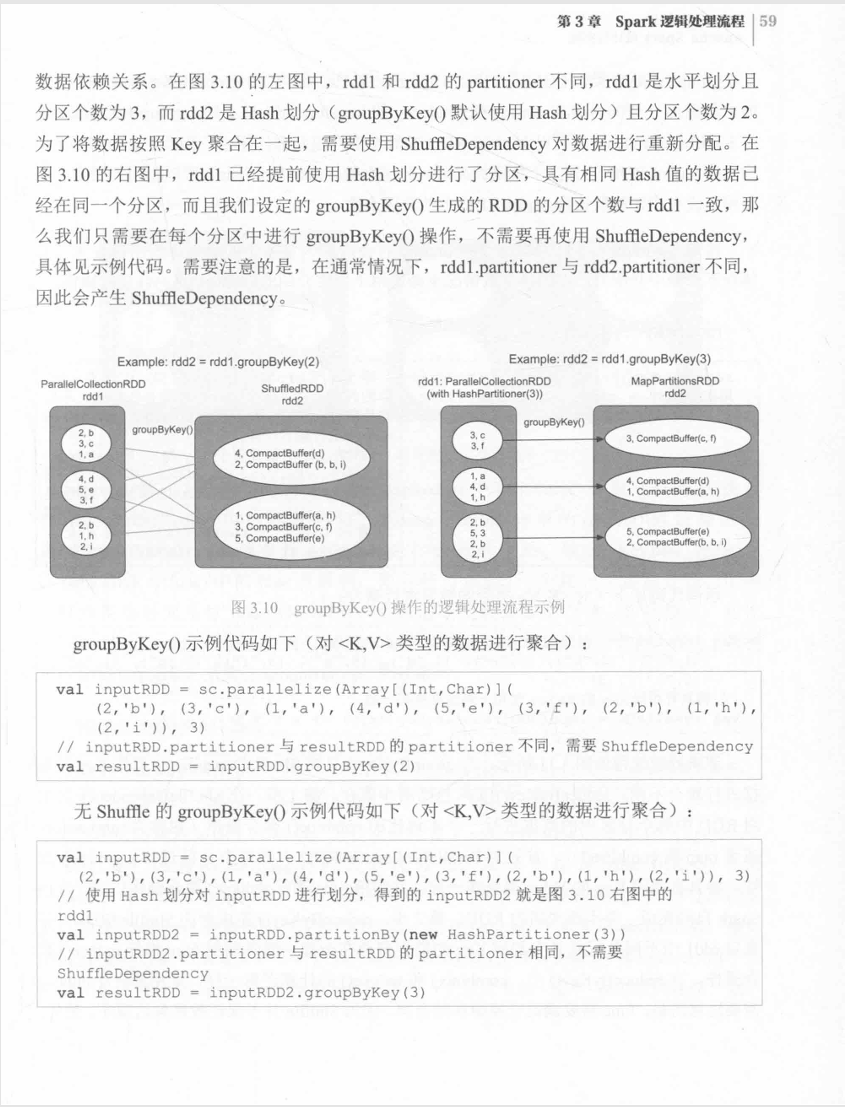 第 3 章 Spark 逻辑处理流程 59
数据依赖关系。在图 3.10 的左图中，rdd1 和 rdd2 的 partitioner 不同，rdd1 是水平划分且
分区个数为 3，而 rdd2 是 Hash 划分（groupByKey() 默认使用 Hash 划分）且分区个数为 2。
为了将数据按照 Key 聚合在一起，需要使用 ShuffleDependency 对数据进行重新分配。在
图 3.10 的右图中，rdd1 已经提前使用 Hash 划分进行了分区，具有相同 Hash 值的数据已
经在同一个分区，而且我们设定的 groupByKey() 生成的 RDD 的分区个数与 rdd1 一致，那
么我们只需要在每个分区中进行 groupByKey() 操作，不需要再使用 ShuffleDependency，
具体见示例代码。需要注意的是，在通常情况下，rdd1.partitioner 与 rdd2.partitioner 不同，
因此会产生 ShuffleDependency。
Example: rdd2 = rdd1.groupByKey(2)
ParallelCollectionRDD
rdd1
ShuffledRDD
rdd2
groupByKey()
2, b
3, c
1, a
4, d
5, e
3, f
2, b
1, h
2, i
4, CompactBuffer(d)
2, CompactBuffer (b, b, i)
1, CompactBuffer(a, h)
3, CompactBuffer(c, f)
5, CompactBuffer(e)
Example: rdd2 = rdd1.groupByKey(3)
rdd1: ParallelCollectionRDD
(with HashPartitioner(3))
MapPartitionsRDD
rdd2
groupByKey()
3, c
3, f
1, a
4, d
1, h
2, b
5, 3
2, b
2, i
3, CompactBuffer(c, f)
4, CompactBuffer(d)
1, CompactBuffer(a, h)
5, CompactBuffer(e)
2, CompactBuffer(b, b, i)
图 3.10 groupByKey() 操作的逻辑处理流程示例
groupByKey() 示例代码如下（对 <K,V> 类型的数据进行聚合）：
val inputRDD = sc.parallelize(Array[(Int,Char)](
(2,'b'), (3,'c'), (1,'a'), (4,'d'), (5,'e'), (3,'f'), (2,'b'), (1,'h'),
(2,'i')), 3)
// inputRDD.partitioner 与 resultRDD 的 partitioner 不同，需要 ShuffleDependency
val resultRDD = inputRDD.groupByKey(2)
无 Shuffle 的 groupByKey() 示例代码如下（对 <K,V> 类型的数据进行聚合）：
val inputRDD = sc.parallelize(Array[(Int,Char)](
(2,'b'),(3,'c'),(1,'a'),(4,'d'),(5,'e'),(3,'f'),(2,'b'),(1,'h'),(2,'i')), 3)
// 使用 Hash 划分对 inputRDD 进行划分，得到的 inputRDD2 就是图 3.10 右图中的
rdd1
val inputRDD2 = inputRDD.partitionBy(new HashPartitioner(3))
// inputRDD2.partitioner 与 resultRDD 的 partitioner 相同，不需要
ShuffleDependency
val resultRDD = inputRDD2.groupByKey(3)